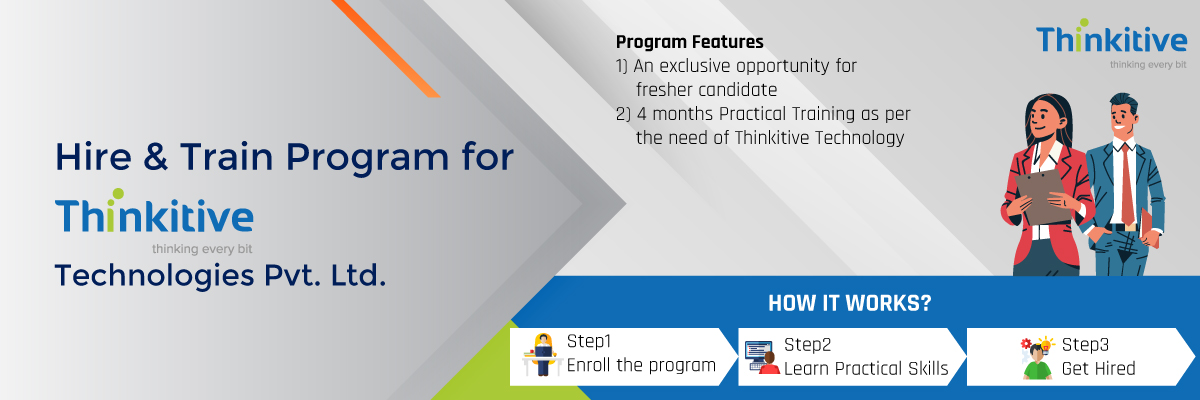 Hire & Train Program for
Thinkitive
thinking every bit
Technologies Pvt. Ltd.
Program Features
1) An exclusive opportunity for
fresher candidate
2) 4 months Practical Training as per
the need of Thinkitive Technology
Thinkitive
thinking every bit
HOW IT WORKS?
Step1
Enroll the program
Step2
Learn Practical Skills
Step3
Get Hired